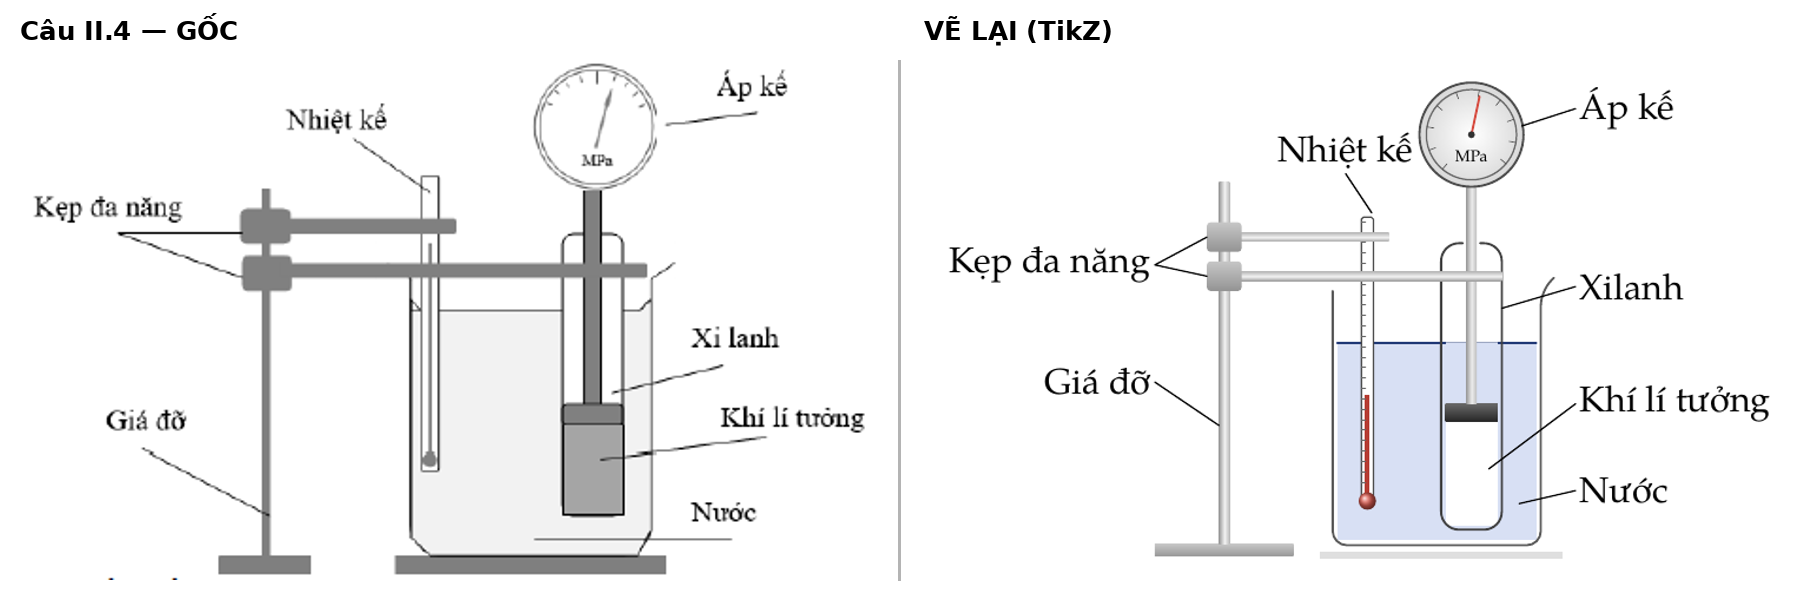 Câu II.4 — GỐC
Áp kế
Nhiệt kế
MPa
Kẹp đa năng
Xi lanh
Khí lí tưởng
Giá đỡ
Nước
VẼ LẠI (TikZ)
Áp kế
Nhiệt kế
MPa
Kẹp đa năng
Xilanh
Giá đỡ
Khí lí tưởng
Nước